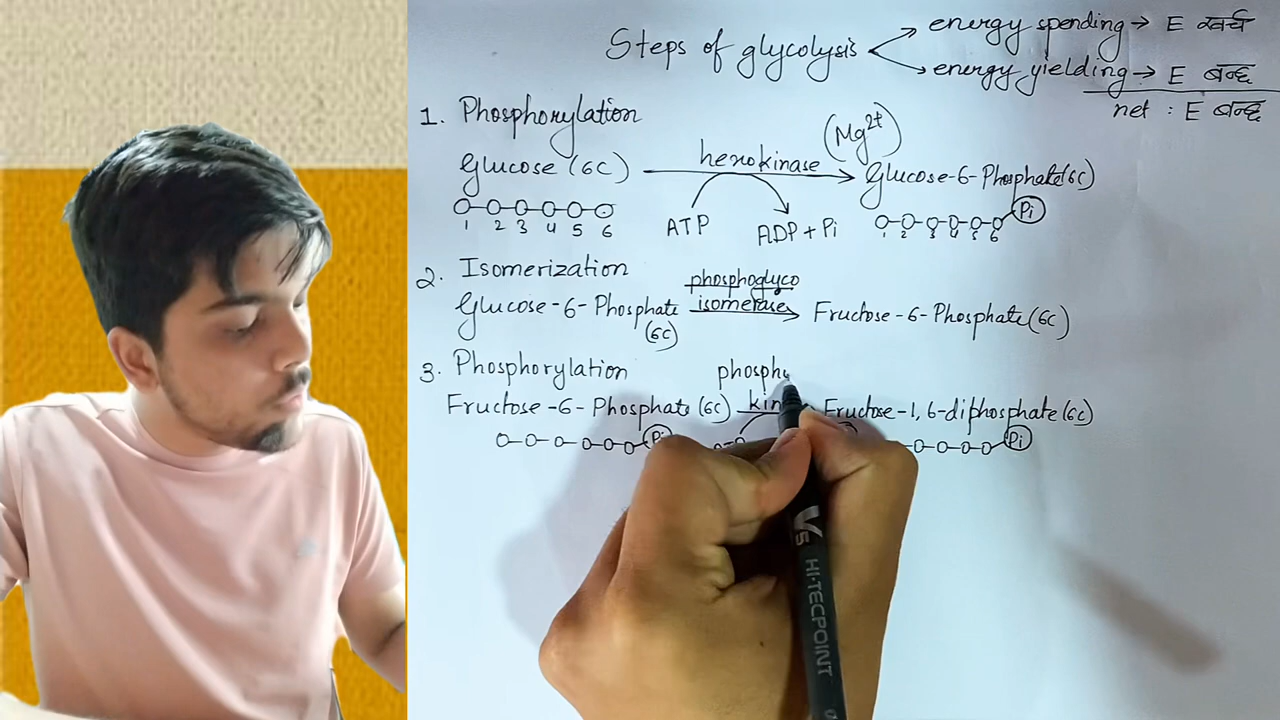 Steps of glycolysis
energy spending → E खर्च
energy yielding → E बन्छ
net : E बन्छ
1. Phosphorylation
Glucose (6C) hexokinase (Mg2+) Glucose-6-Phosphate(6C)
1 2 3 4 5 6
ATP
ADP + Pi
1 2 3 4 5 6 Pi
2. Isomerization
Glucose-6-Phosphate (6C)
phosphoglyco
isomerase
Fructose-6-Phosphate(6C)
3. Phosphorylation
phosph
Fructose-6-Phosphate (6C) kin Fructose-1,6-diphosphate(6C)
Pi
Pi
V5 HI-TECPOINT